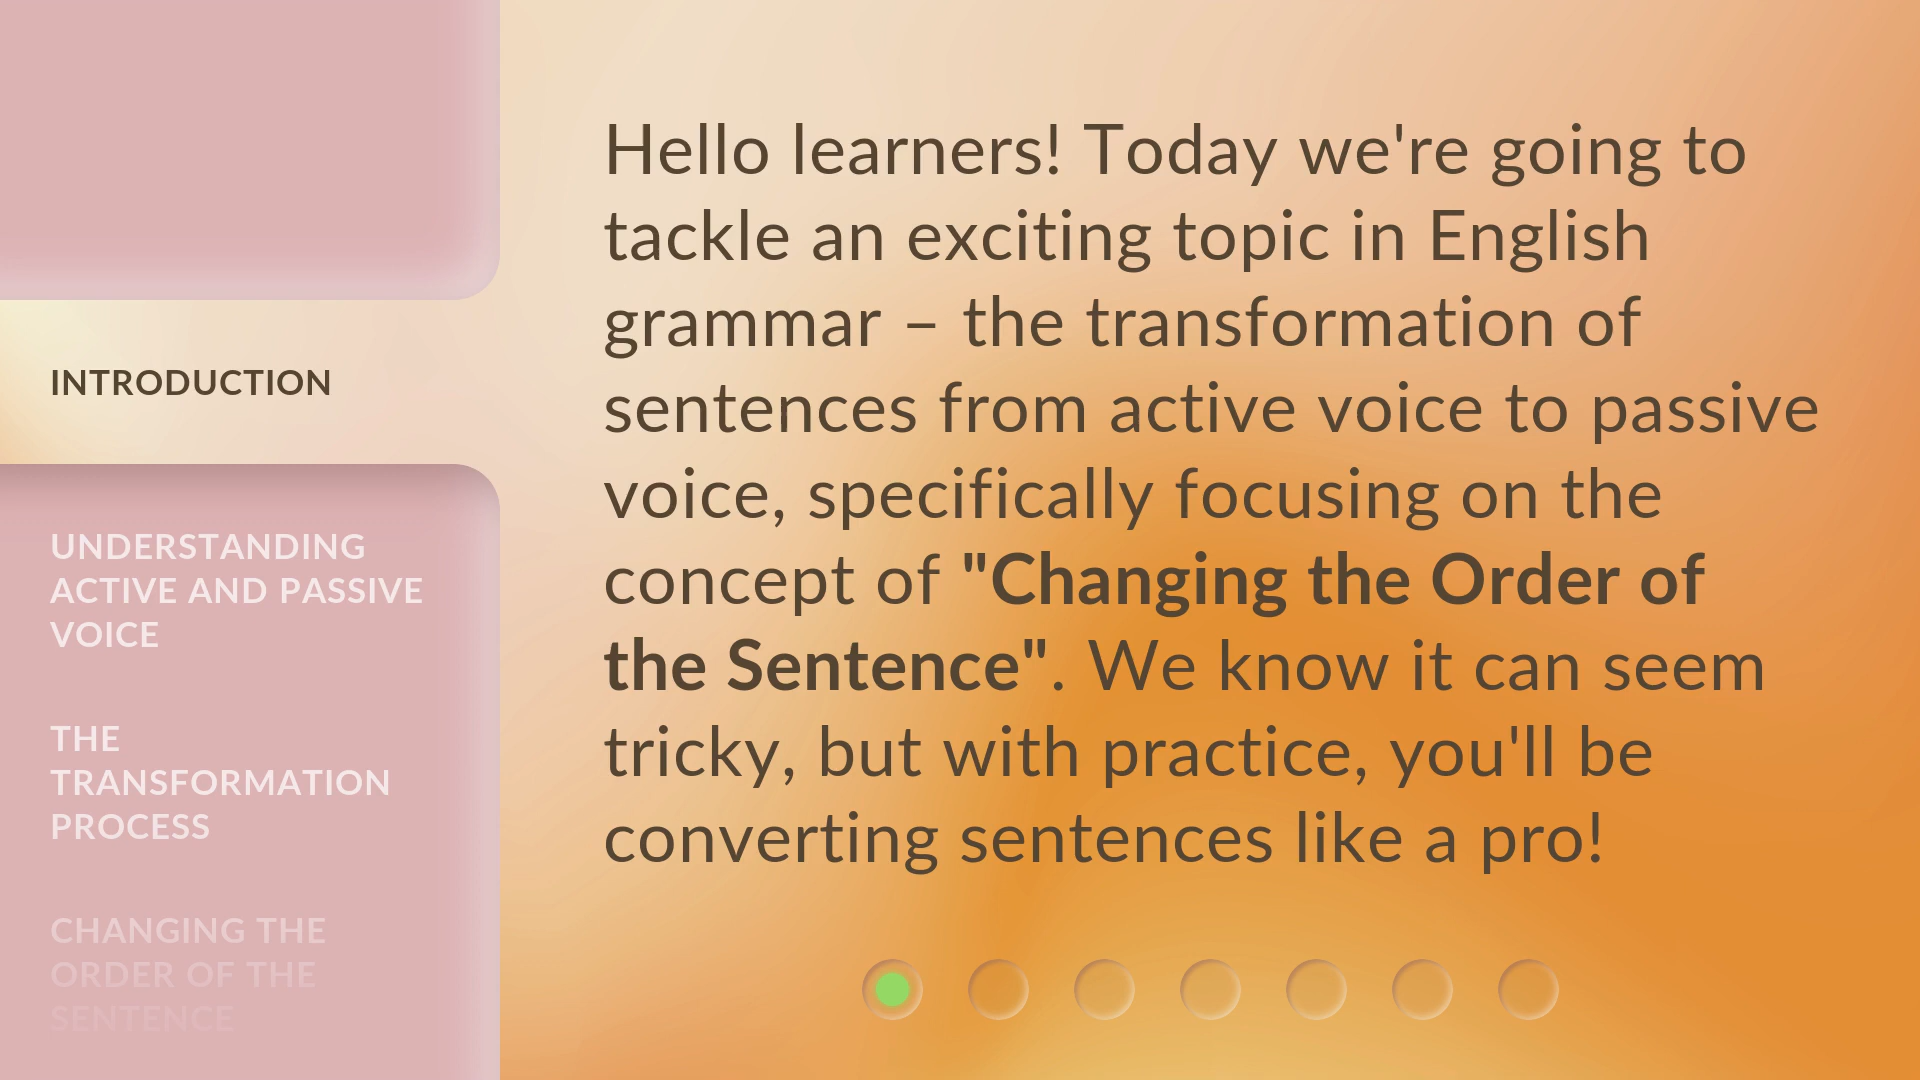 INTRODUCTION
UNDERSTANDING
ACTIVE AND PASSIVE
VOICE
THE
TRANSFORMATION
PROCESS
CHANGING THE
ORDER OF THE
SENTENCE
Hello learners! Today we're going to
tackle an exciting topic in English
grammar – the transformation of
sentences from active voice to passive
voice, specifically focusing on the
concept of "Changing the Order of
the Sentence". We know it can seem
tricky, but with practice, you'll be
converting sentences like a pro!